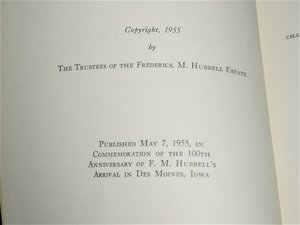 Copyright, 1955
by
THE TRUSTEES OF THE FREDERICK M. HUBBELL ESTATE
PUBLISHED MAY 7, 1955, IN
COMMEMORATION OF THE 100TH
ANNIVERSARY OF F. M. HUBBELL'S
ARRIVAL IN DES MOINES, IOWA
CHA